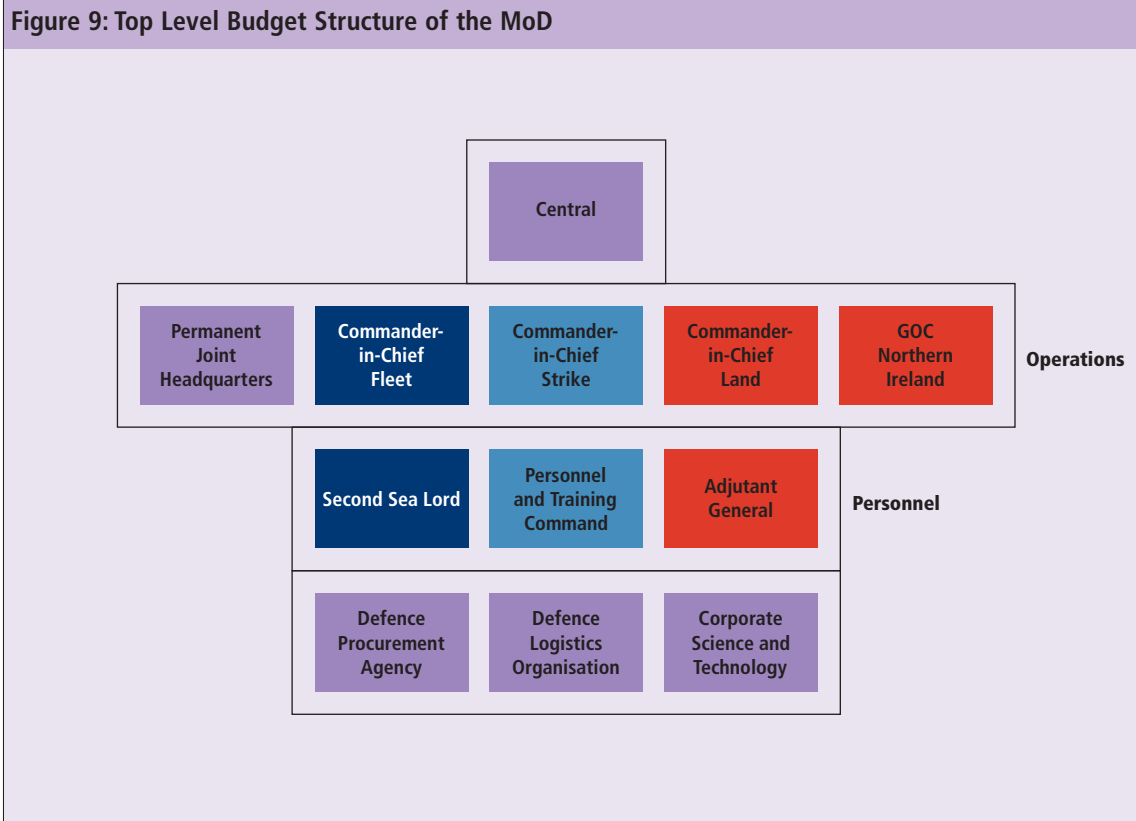 Figure 9: Top Level Budget Structure of the MoD
Central
Permanent
Joint
Headquarters
Commander-
in-Chief
Fleet
Commander-
in-Chief
Strike
Commander-
in-Chief
Land
GOC
Northern
Ireland
Operations
Second Sea Lord
Personnel
and Training
Command
Adjutant
General
Personnel
Defence
Procurement
Agency
Defence
Logistics
Organisation
Corporate
Science and
Technology